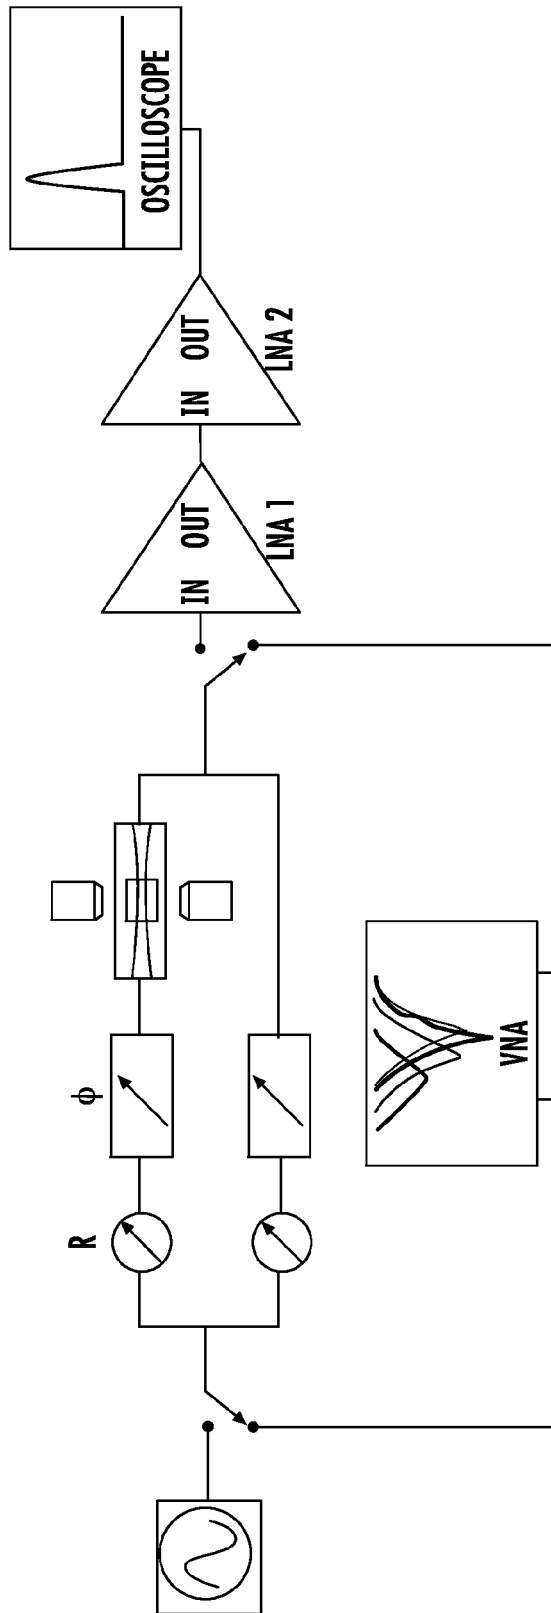 R
ϕ
IN OUT
LNA 1
IN OUT
LNA 2
OSCILLOSCOPE
VNA